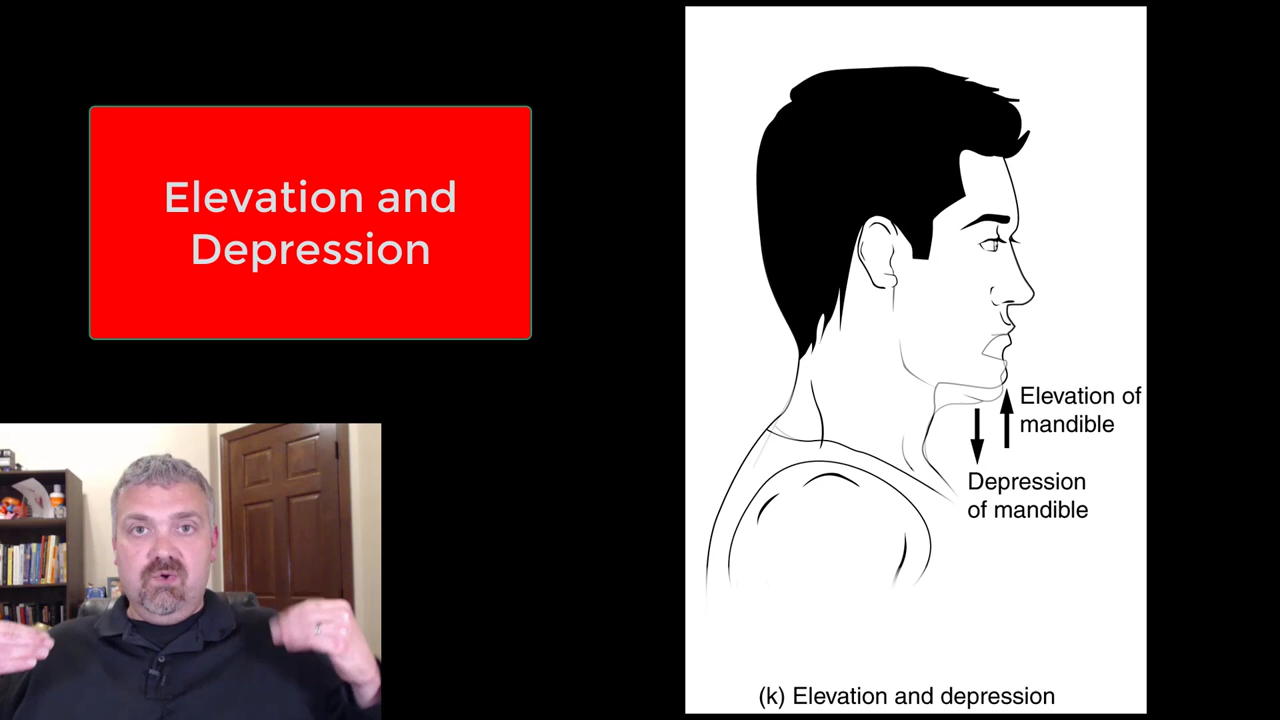 Elevation and
Depression
Elevation of
mandible
Depression
of mandible
(k) Elevation and depression